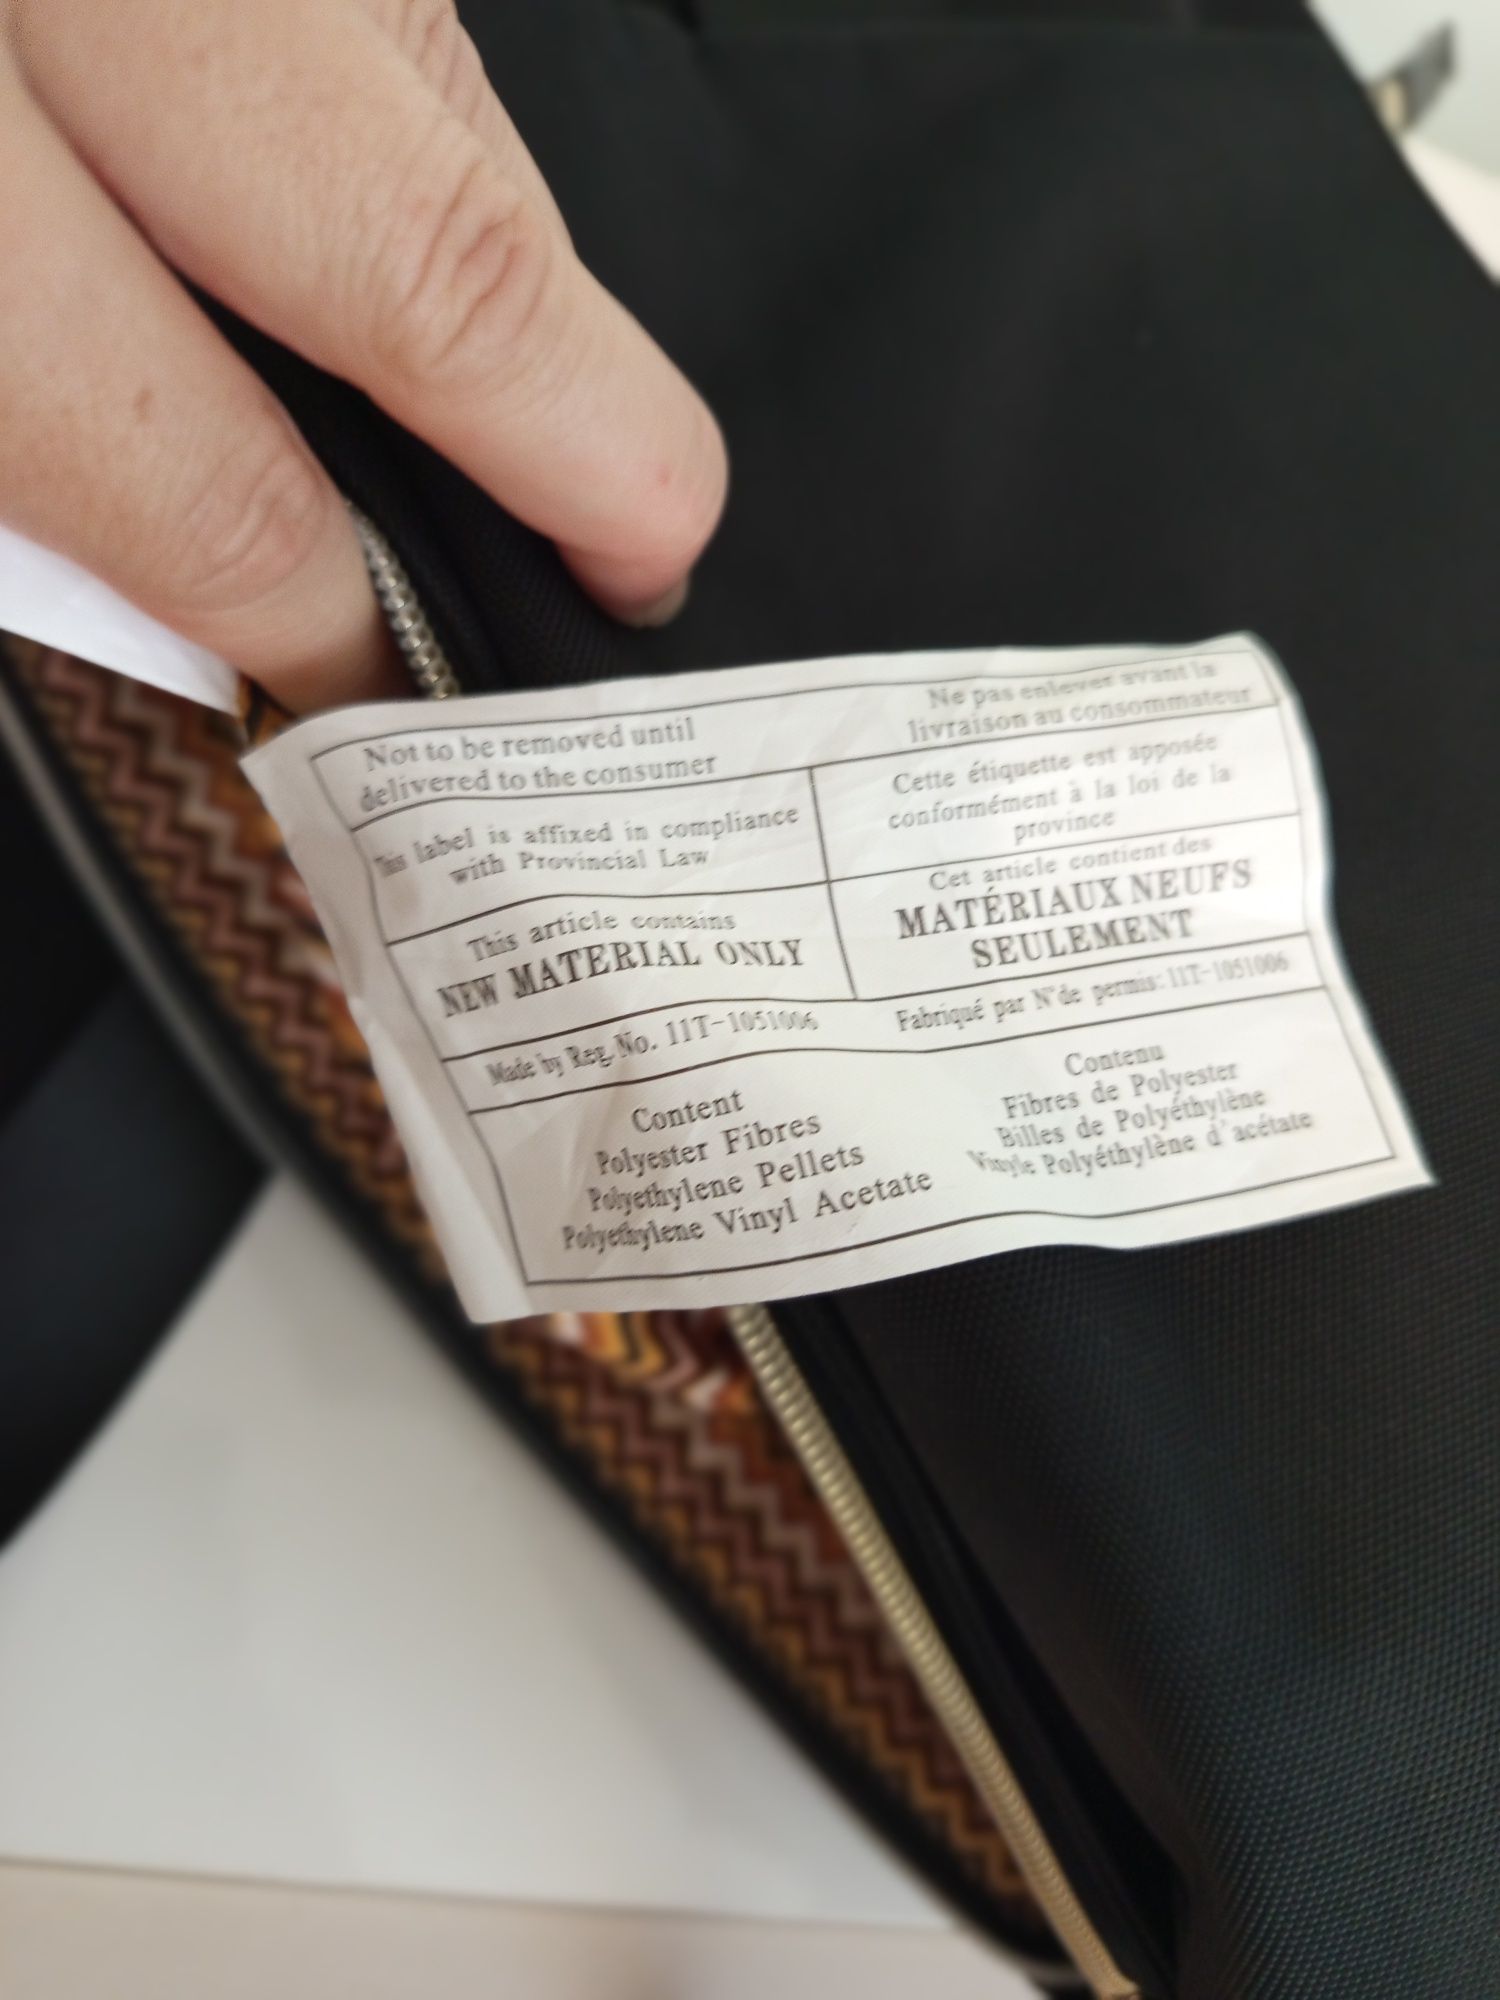 Not to be removed until
delivered to the consumer
Ne pas enlever avant la
livraison au consommateur
This label is affixed in compliance
with Provincial Law
Cette étiquette est apposée
conformément à la loi de la
province
This article contains
NEW MATERIAL ONLY
Cet article contient des
MATÉRIAUX NEUFS
SEULEMENT
Made by Reg. No. 11T-1051006
Fabriqué par N° de permis: 11T-1051006
Content
Polyester Fibres
Polyethylene Pellets
Polyethylene Vinyl Acetate
Contenu
Fibres de Polyester
Billes de Polyéthylène
Vinyle Polyéthylène d'acétate